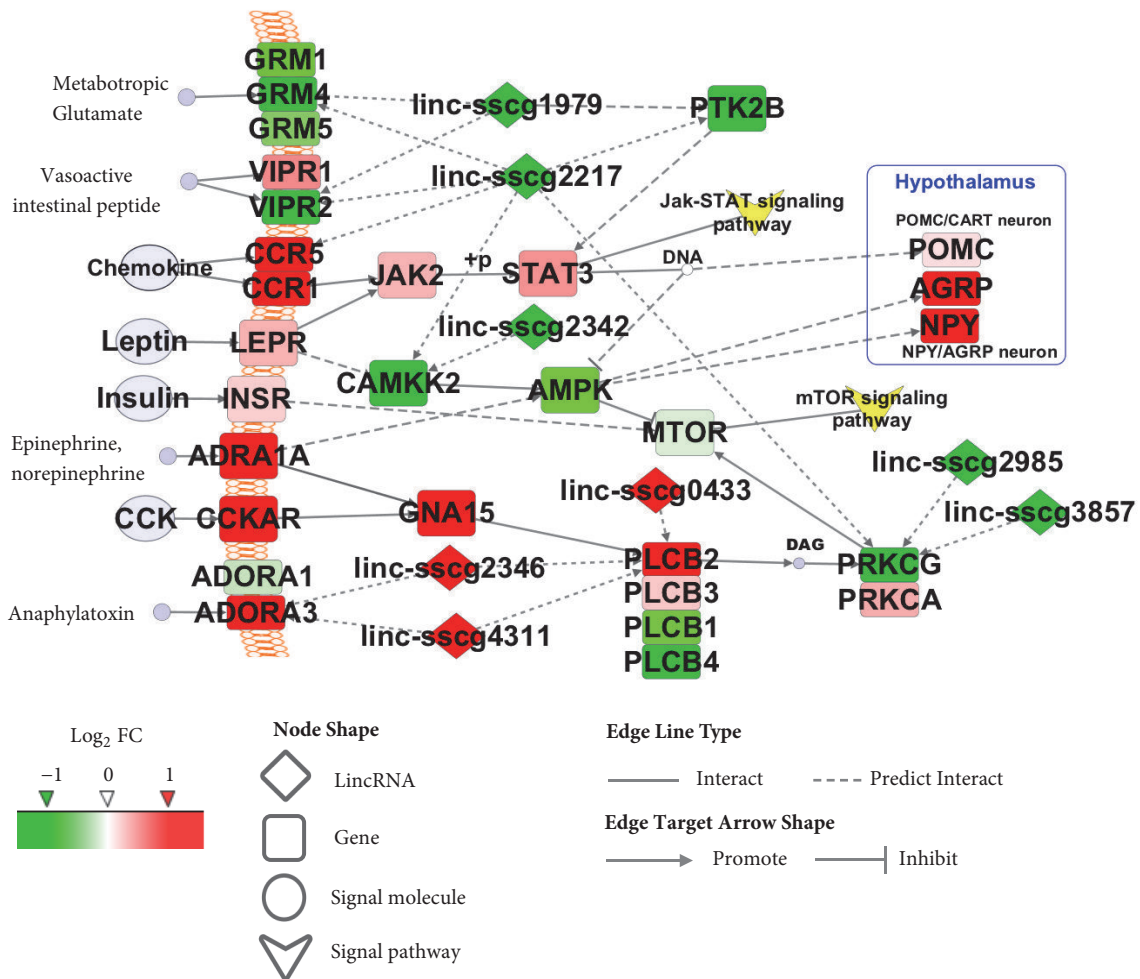 GRM1
Metabotropic
Glutamate
GRM4
linc-sscg1979
PTK2B
GRM5
VIPR1
linc-sscg2217
Vasoactive
intestinal peptide
VIPR2
Hypothalamus
Jak-STAT signaling
pathway
POMC/CART neuron
POMC
CCR5
Chemokine
CCR1
JAK2
+p
STAT3
DNA
AGRP
NPY
NPY/AGRP neuron
Leptin
LEPR
linc-sscg2342
CAMKK2
AMPK
Insulin
INSR
mTOR signaling
pathway
MTOR
Epinephrine,
norepinephrine
ADRA1A
linc-sscg2985
linc-sscg0433
CCK
CCKAR
GNA15
linc-sscg3857
DAG
PLCB2
PRKCG
ADORA1
linc-sscg2346
PLCB3
PRKCA
Anaphylatoxin
ADORA3
linc-sscg4311
PLCB1
PLCB4
Log2 FC
−1 0 1
Node Shape
LincRNA
Gene
Signal molecule
Signal pathway
Edge Line Type
Interact
Predict Interact
Edge Target Arrow Shape
Promote
Inhibit